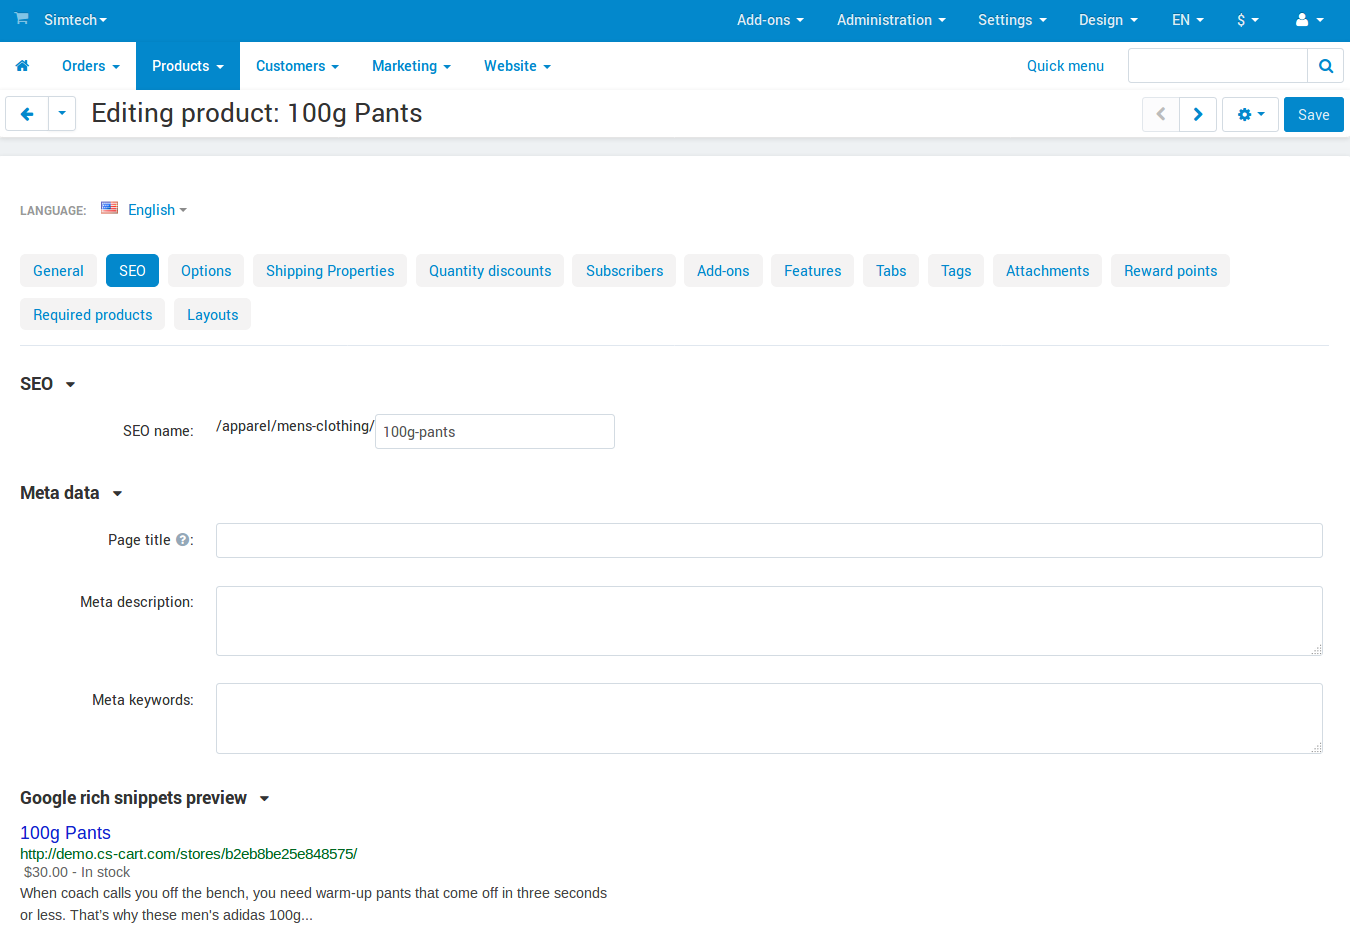 Simtech Add-ons Administration Settings Design EN $
Orders Products Customers Marketing Website Quick menu
Editing product: 100g Pants Save
LANGUAGE: English
General SEO Options Shipping Properties Quantity discounts Subscribers Add-ons Features Tabs Tags Attachments Reward points
Required products Layouts
SEO
SEO name: /apparel/mens-clothing/ 100g-pants
Meta data
Page title ?:
Meta description:
Meta keywords:
Google rich snippets preview
100g Pants
http://demo.cs-cart.com/stores/b2eb8be25e848575/
$30.00 - In stock
When coach calls you off the bench, you need warm-up pants that come off in three seconds
or less. That's why these men's adidas 100g...